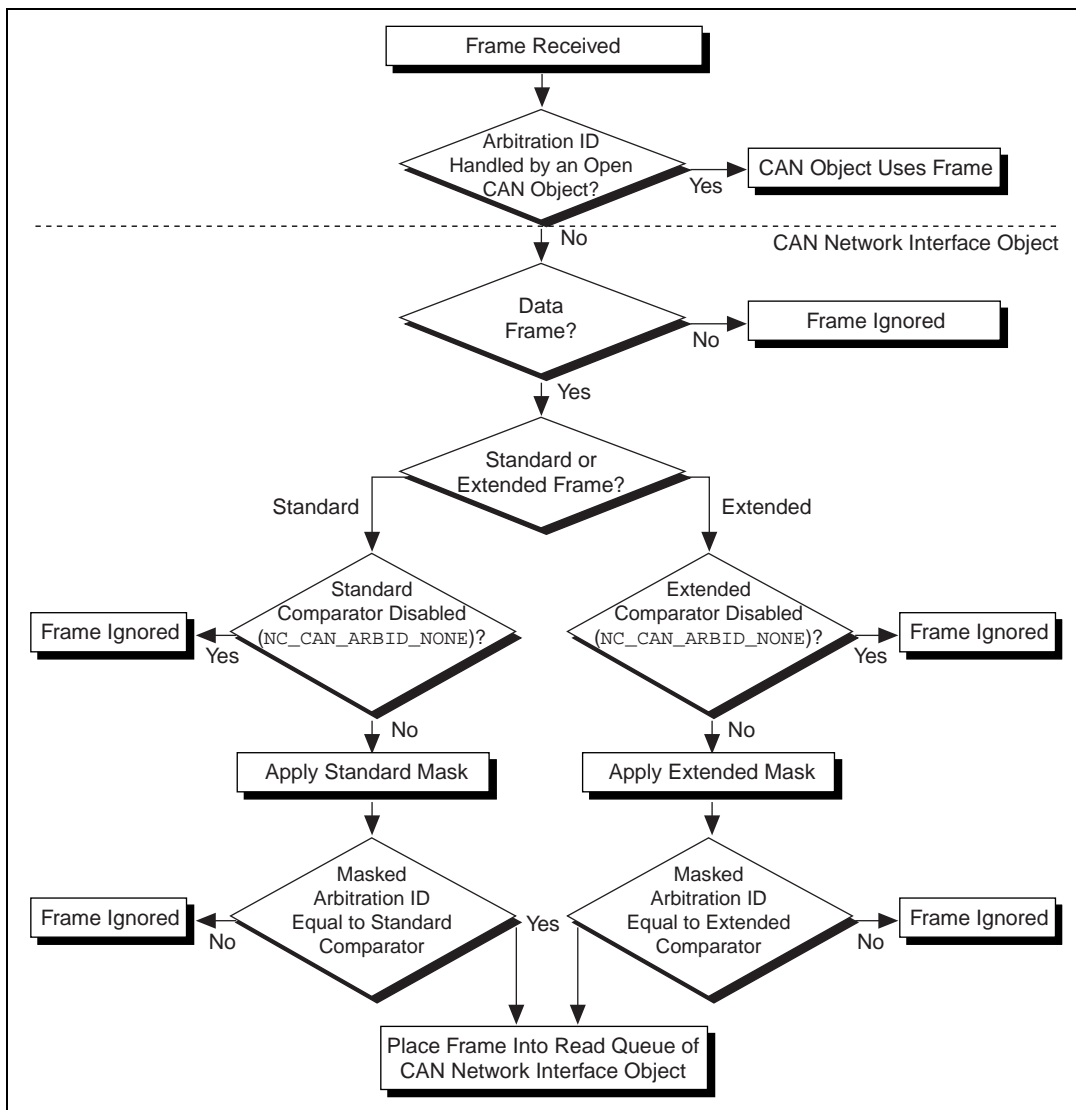 Frame Received
Arbitration ID
Handled by an Open
CAN Object?
Yes
CAN Object Uses Frame
No
CAN Network Interface Object
Data
Frame?
No
Frame Ignored
Yes
Standard or
Extended Frame?
Standard
Extended
Standard
Comparator Disabled
(NC_CAN_ARBID_NONE)?
Frame Ignored
Yes
Extended
Comparator Disabled
(NC_CAN_ARBID_NONE)?
Yes
Frame Ignored
No
No
Apply Standard Mask
Apply Extended Mask
Masked
Arbitration ID
Equal to Standard
Comparator
Frame Ignored
No
Yes
Masked
Arbitration ID
Equal to Extended
Comparator
No
Frame Ignored
Place Frame Into Read Queue of
CAN Network Interface Object